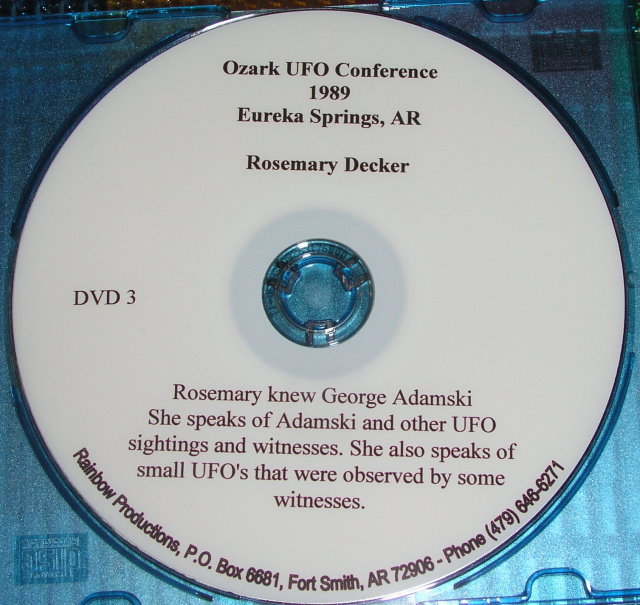 Ozark UFO Conference
1989
Eureka Springs, AR
Rosemary Decker
DVD 3
Rosemary knew George Adamski
She speaks of Adamski and other UFO
sightings and witnesses. She also speaks of
small UFO's that were observed by some
witnesses.
Rainbow Productions, P.O. Box 6681, Fort Smith, AR 72906 - Phone (479) 646-6271